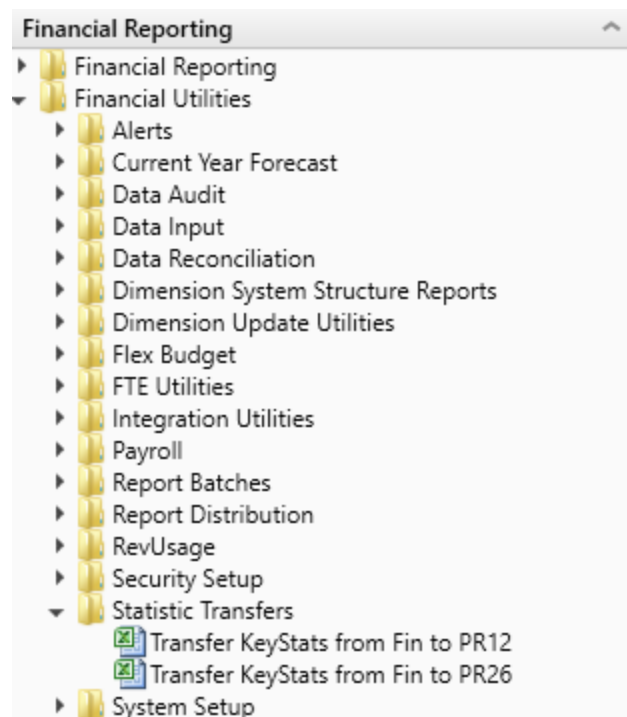 Financial Reporting
Financial Reporting
Financial Utilities
Alerts
Current Year Forecast
Data Audit
Data Input
Data Reconciliation
Dimension System Structure Reports
Dimension Update Utilities
Flex Budget
FTE Utilities
Integration Utilities
Payroll
Report Batches
Report Distribution
RevUsage
Security Setup
Statistic Transfers
Transfer KeyStats from Fin to PR12
Transfer KeyStats from Fin to PR26
System Setup